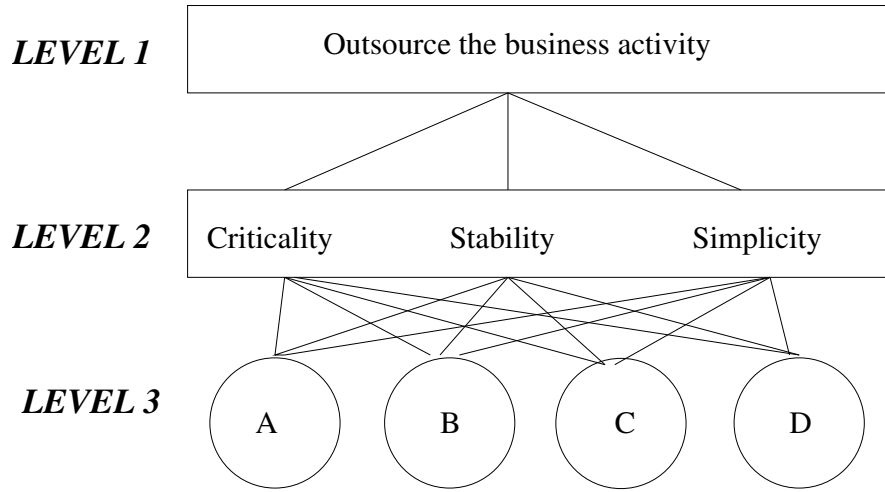 LEVEL 1
Outsource the business activity
LEVEL 2
Criticality Stability Simplicity
LEVEL 3
A B C D